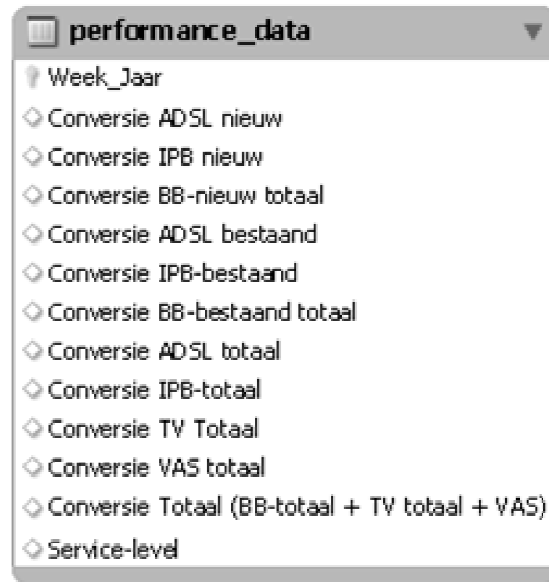 performance_data
Week_Jaar
Conversie ADSL nieuw
Conversie IPB nieuw
Conversie BB-nieuw totaal
Conversie ADSL bestaand
Conversie IPB-bestaand
Conversie BB-bestaand totaal
Conversie ADSL totaal
Conversie IPB-totaal
Conversie TV Totaal
Conversie VAS totaal
Conversie Totaal (BB-totaal + TV totaal + VAS)
Service-level